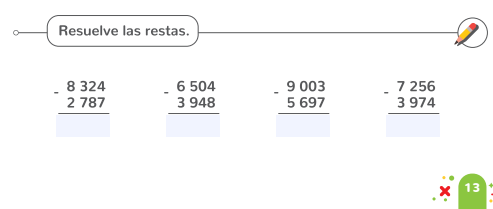 Resuelve las restas.
- 8 324 - 6 504 - 9 003 - 7 256
2 787 3 948 5 697 3 974
13